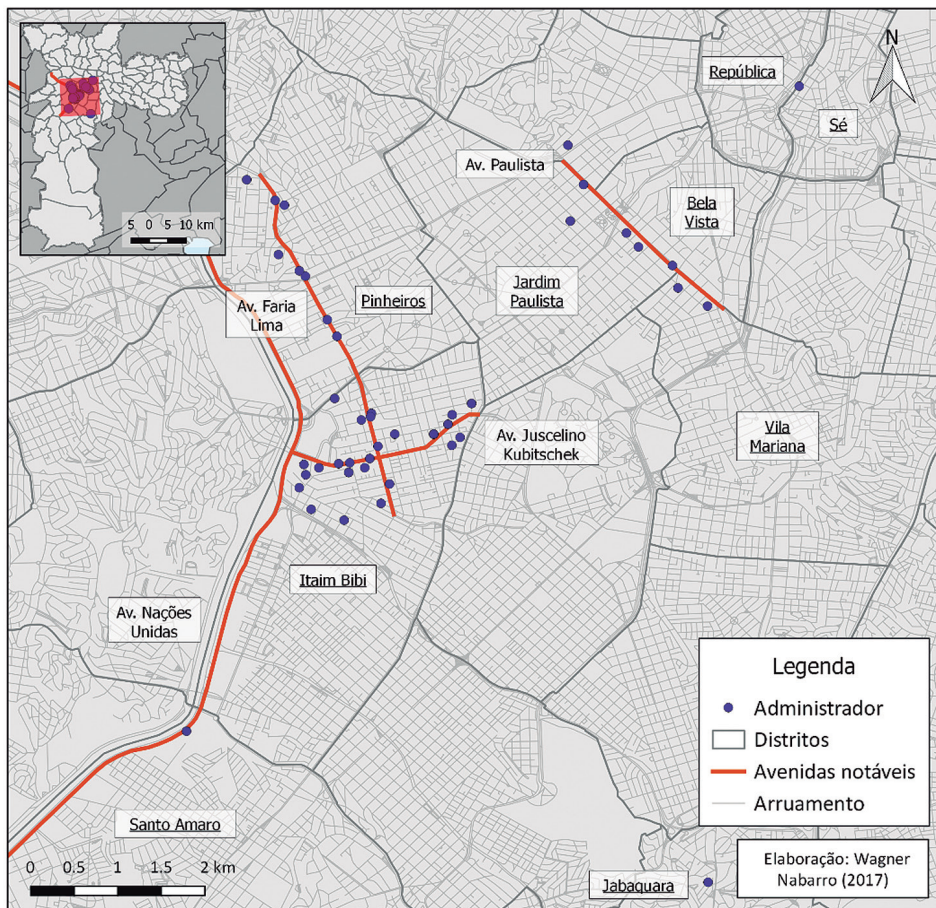 N
República
Sé
Av. Paulista
Bela
Vista
5 0 5 10 km
Jardim
Paulista
Pinheiros
Av. Faria
Lima
Av. Juscelino
Kubitschek
Vila
Mariana
Itaim Bibi
Av. Nações
Unidas
Legenda
Administrador
Distritos
Avenidas notáveis
Arruamento
Santo Amaro
0 0.5 1 1.5 2 km
Elaboração: Wagner
Nabarro (2017)
Jabaquara